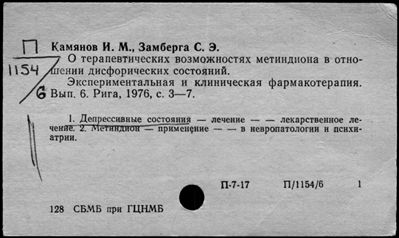 П
1154
6
Камянов И. М., Замберга С. Э.
О терапевтических возможностях метиндиона в отно-
шении дисфорических состояний.
Экспериментальная и клиническая фармакотерапия.
Вып. 6. Рига, 1976, с. 3—7.
1. Депрессивные состояния — лечение — — лекарственное ле-
чение. 2. Метиндион — применение — — в невропатологии и психи-
атрии.
П-7-17 П/1154/6 1
128 СБМБ при ГЦНМБ